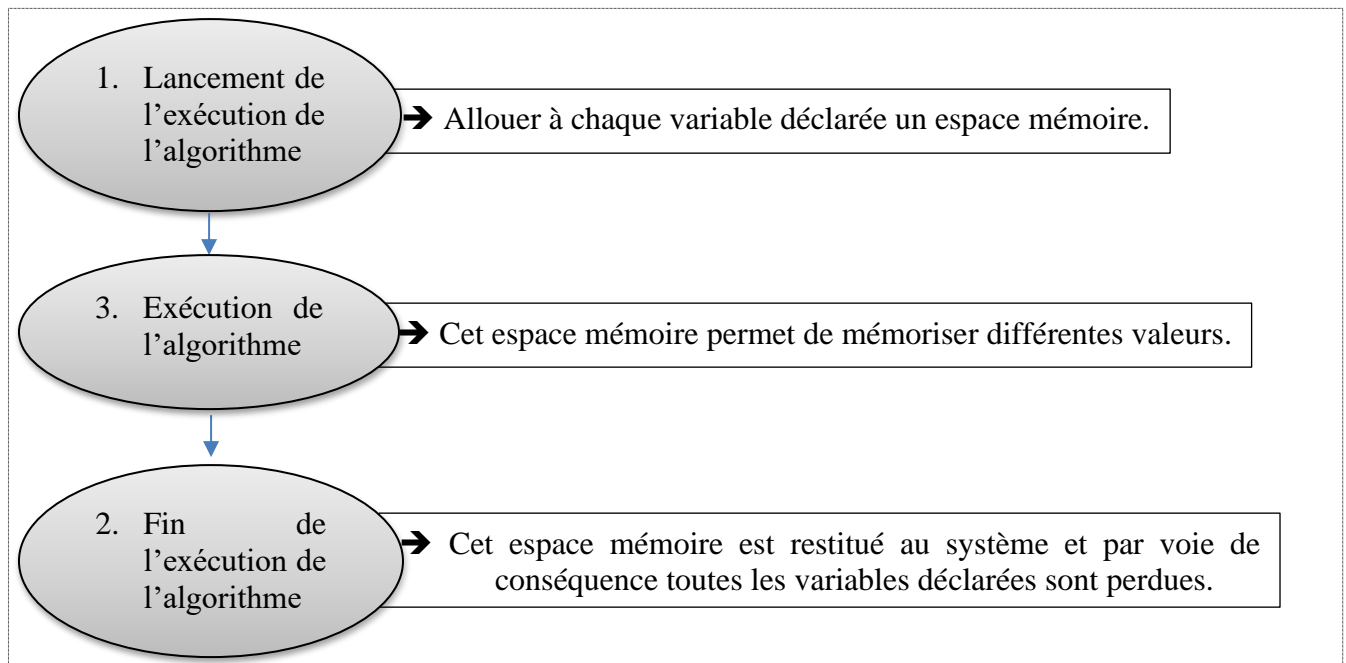 1. Lancement de
l’exécution de
l’algorithme
➔ Allouer à chaque variable déclarée un espace mémoire.
3. Exécution de
l’algorithme
➔ Cet espace mémoire permet de mémoriser différentes valeurs.
2. Fin de
l’exécution de
l’algorithme
➔ Cet espace mémoire est restitué au système et par voie de
conséquence toutes les variables déclarées sont perdues.